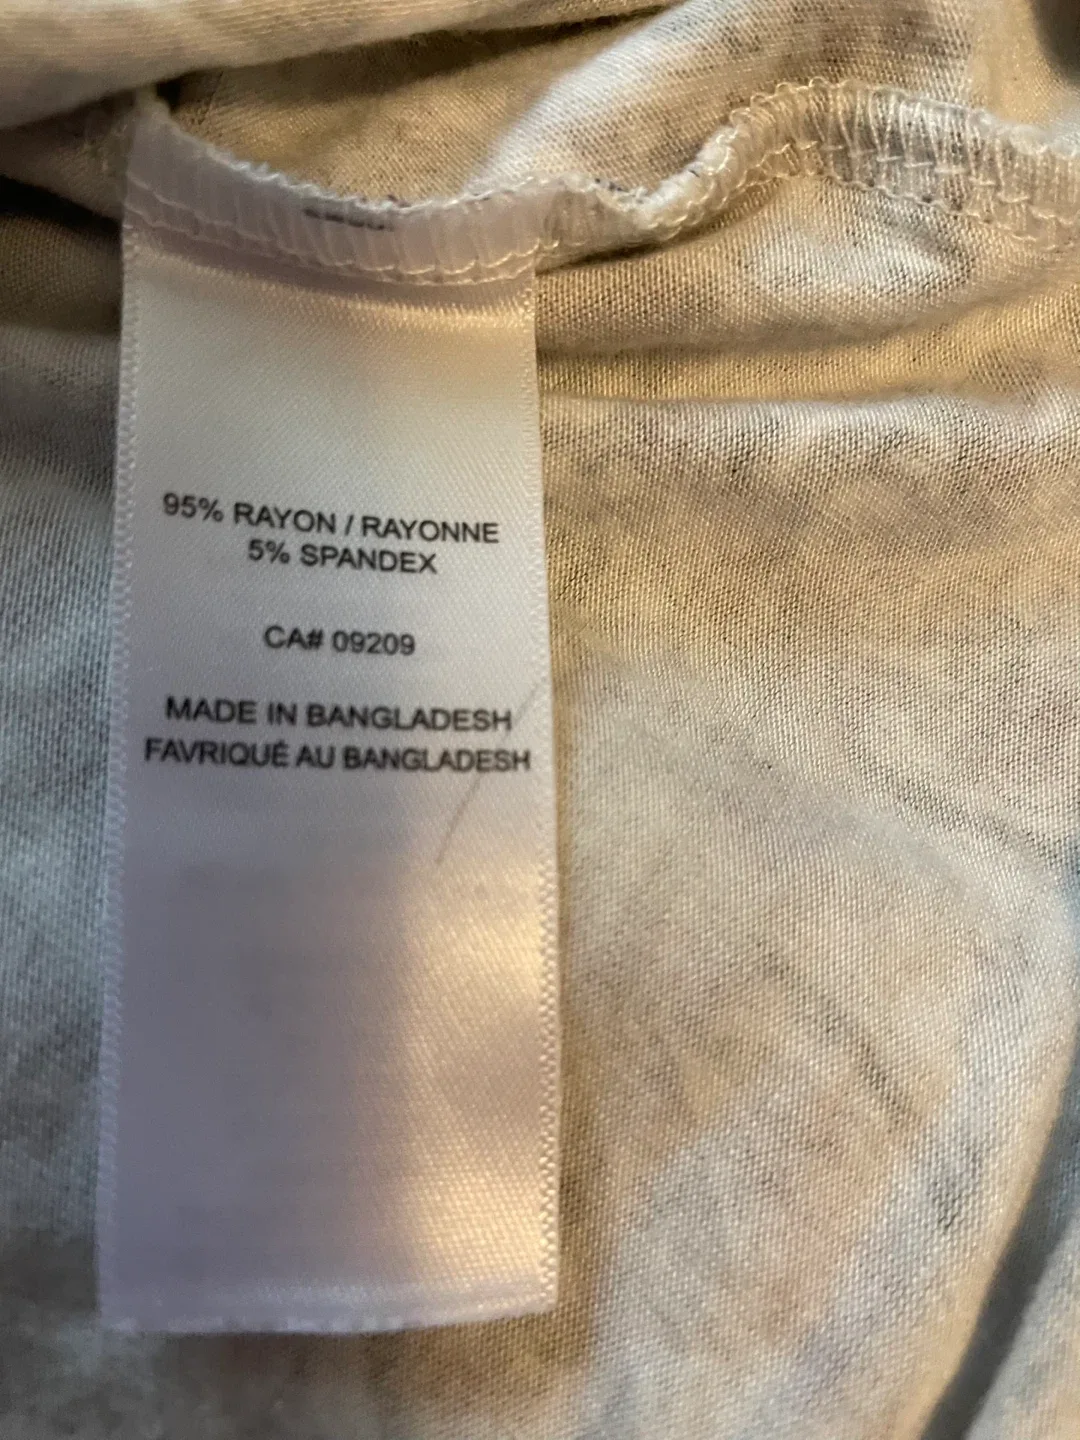 95% RAYON / RAYONNE
5% SPANDEX
CA# 09209
MADE IN BANGLADESH
FAVRIQUÉ AU BANGLADESH